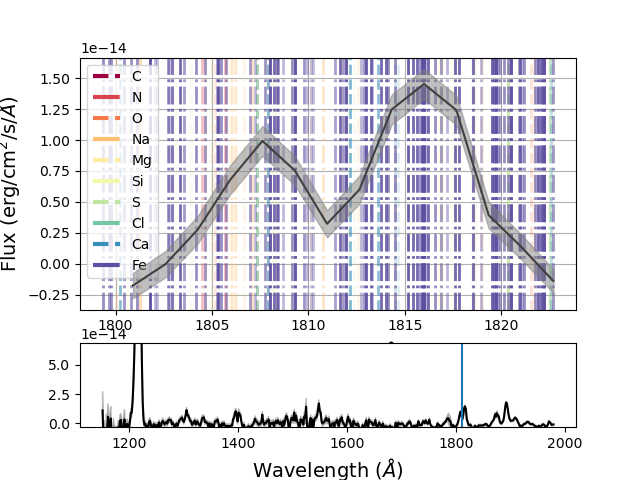 1e−14
1.50
1.25
1.00
0.75
0.50
0.25
0.00
−0.25
Flux (erg/cm²/s/Å)
C
N
O
Na
Mg
Si
S
Cl
Ca
Fe
1800 1805 1810 1815 1820
1e−14
5.0
2.5
0.0
1200 1400 1600 1800 2000
Wavelength (Å)